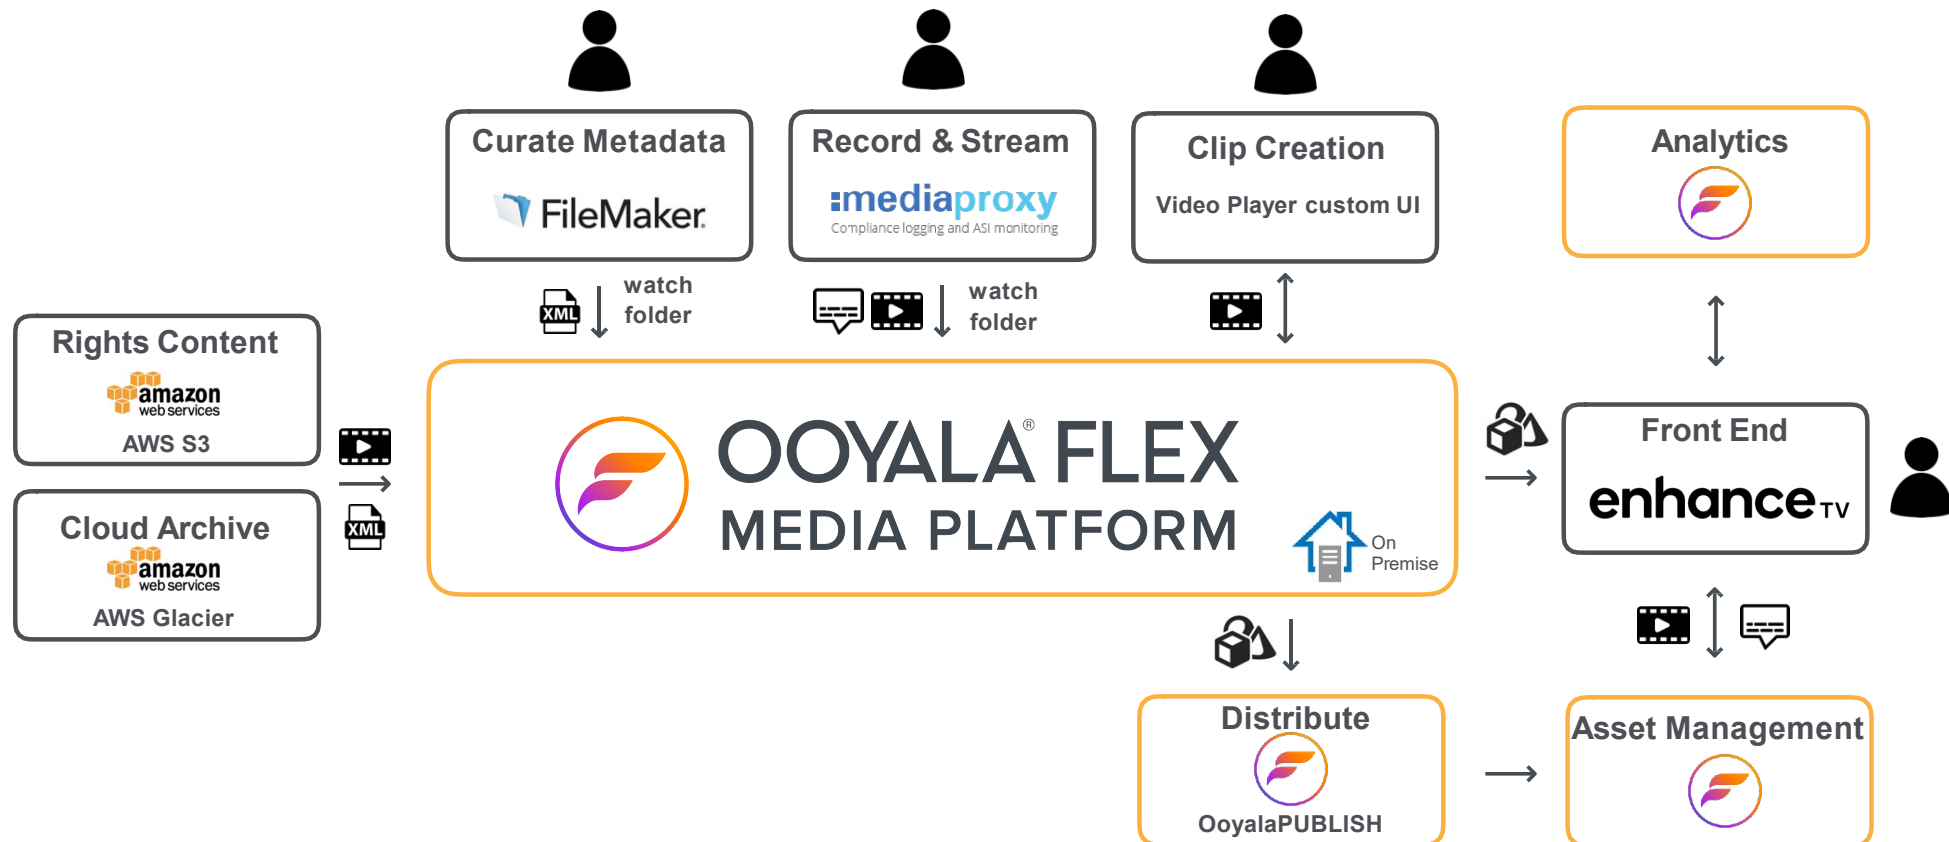 Curate Metadata
FileMaker.
Record & Stream
:mediaproxy
Compliance logging and ASI monitoring
Clip Creation
Video Player custom UI
Analytics
XML
watch
folder
watch
folder
Rights Content
amazon
web services
AWS S3
Cloud Archive
amazon
web services
AWS Glacier
XML
OOYALA® FLEX
MEDIA PLATFORM
On
Premise
Front End
enhance TV
Distribute
OoyalaPUBLISH
Asset Management